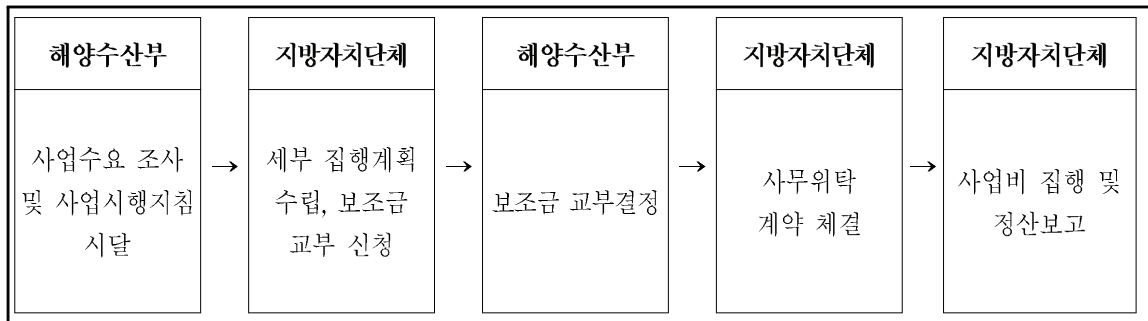 해양수산부
사업수요 조사
및 사업시행지침
시달
→
지방자치단체
세부 집행계획
수립, 보조금
교부 신청
→
해양수산부
보조금 교부결정
→
지방자치단체
사무위탁
계약 체결
→
지방자치단체
사업비 집행 및
정산보고